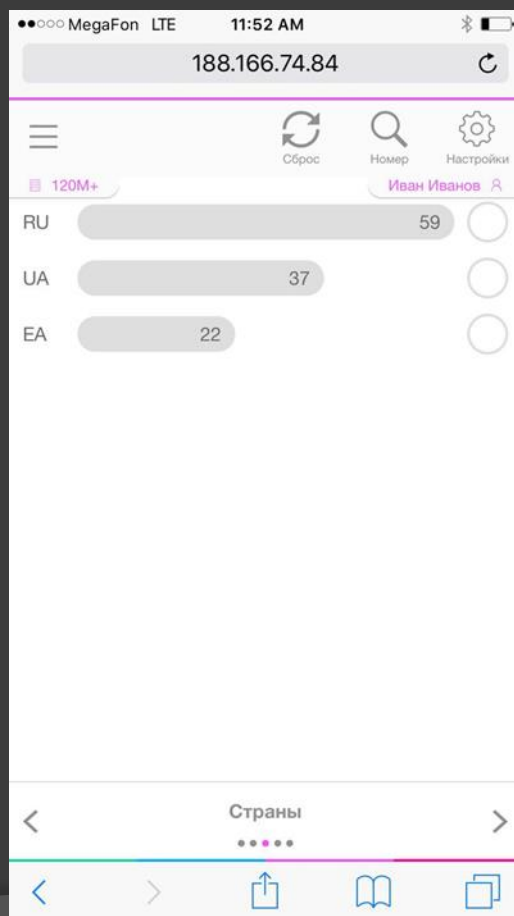 MegaFon LTE 11:52 AM
188.166.74.84
Сброс Номер Настройки
120M+ Иван Иванов
RU 59
UA 37
EA 22
Страны